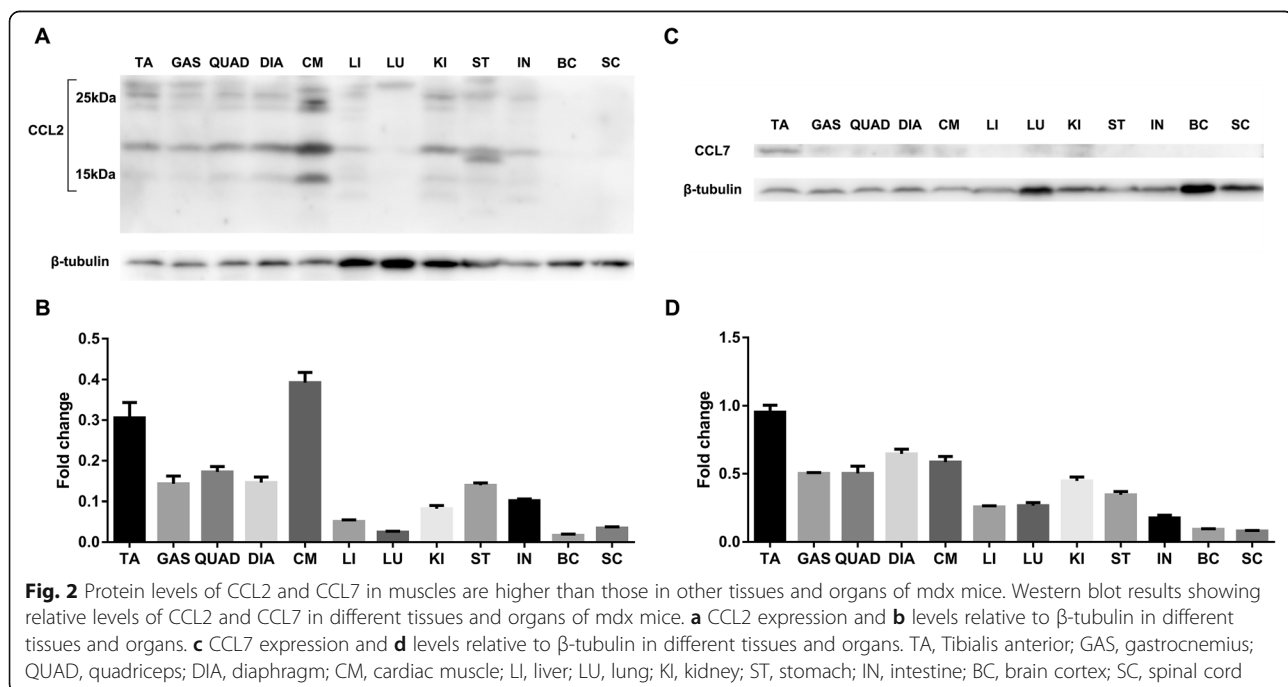 A
TA GAS QUAD DIA CM LI LU KI ST IN BC SC
25kDa
CCL2
15kDa
β-tubulin
C
TA GAS QUAD DIA CM LI LU KI ST IN BC SC
CCL7
β-tubulin
B
Fold change
0.5
0.4
0.3
0.2
0.1
0.0
TA GAS QUAD DIA CM LI LU KI ST IN BC SC
D
Fold change
1.5
1.0
0.5
0.0
TA GAS QUAD DIA CM LI LU KI ST IN BC SC
Fig. 2 Protein levels of CCL2 and CCL7 in muscles are higher than those in other tissues and organs of mdx mice. Western blot results showing
relative levels of CCL2 and CCL7 in different tissues and organs of mdx mice. a CCL2 expression and b levels relative to β-tubulin in different
tissues and organs. c CCL7 expression and d levels relative to β-tubulin in different tissues and organs. TA, Tibialis anterior; GAS, gastrocnemius;
QUAD, quadriceps; DIA, diaphragm; CM, cardiac muscle; LI, liver; LU, lung; KI, kidney; ST, stomach; IN, intestine; BC, brain cortex; SC, spinal cord